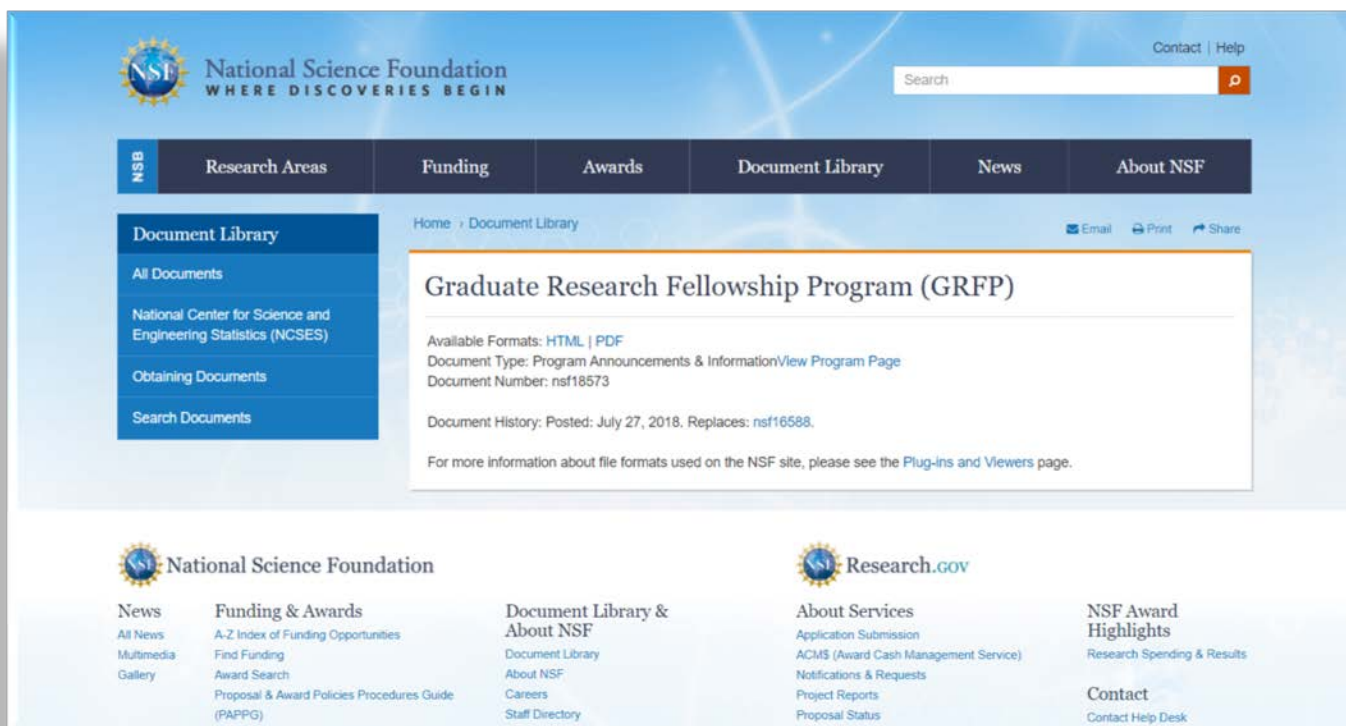 Contact | Help
NSF
National Science Foundation
WHERE DISCOVERIES BEGIN
Search
NSB
Research Areas
Funding
Awards
Document Library
News
About NSF
Document Library
All Documents
National Center for Science and
Engineering Statistics (NCSES)
Obtaining Documents
Search Documents
Home › Document Library
Email
Print
Share
Graduate Research Fellowship Program (GRFP)
Available Formats: HTML | PDF
Document Type: Program Announcements & InformationView Program Page
Document Number: nsf18573
Document History: Posted: July 27, 2018. Replaces: nsf16588.
For more information about file formats used on the NSF site, please see the Plug-ins and Viewers page.
NSF
National Science Foundation
News
All News
Multimedia
Gallery
Funding & Awards
A-Z Index of Funding Opportunities
Find Funding
Award Search
Proposal & Award Policies Procedures Guide
(PAPPG)
Document Library &
About NSF
Document Library
About NSF
Careers
Staff Directory
NSF
Research.gov
About Services
Application Submission
ACM$ (Award Cash Management Service)
Notifications & Requests
Project Reports
Proposal Status
NSF Award
Highlights
Research Spending & Results
Contact
Contact Help Desk